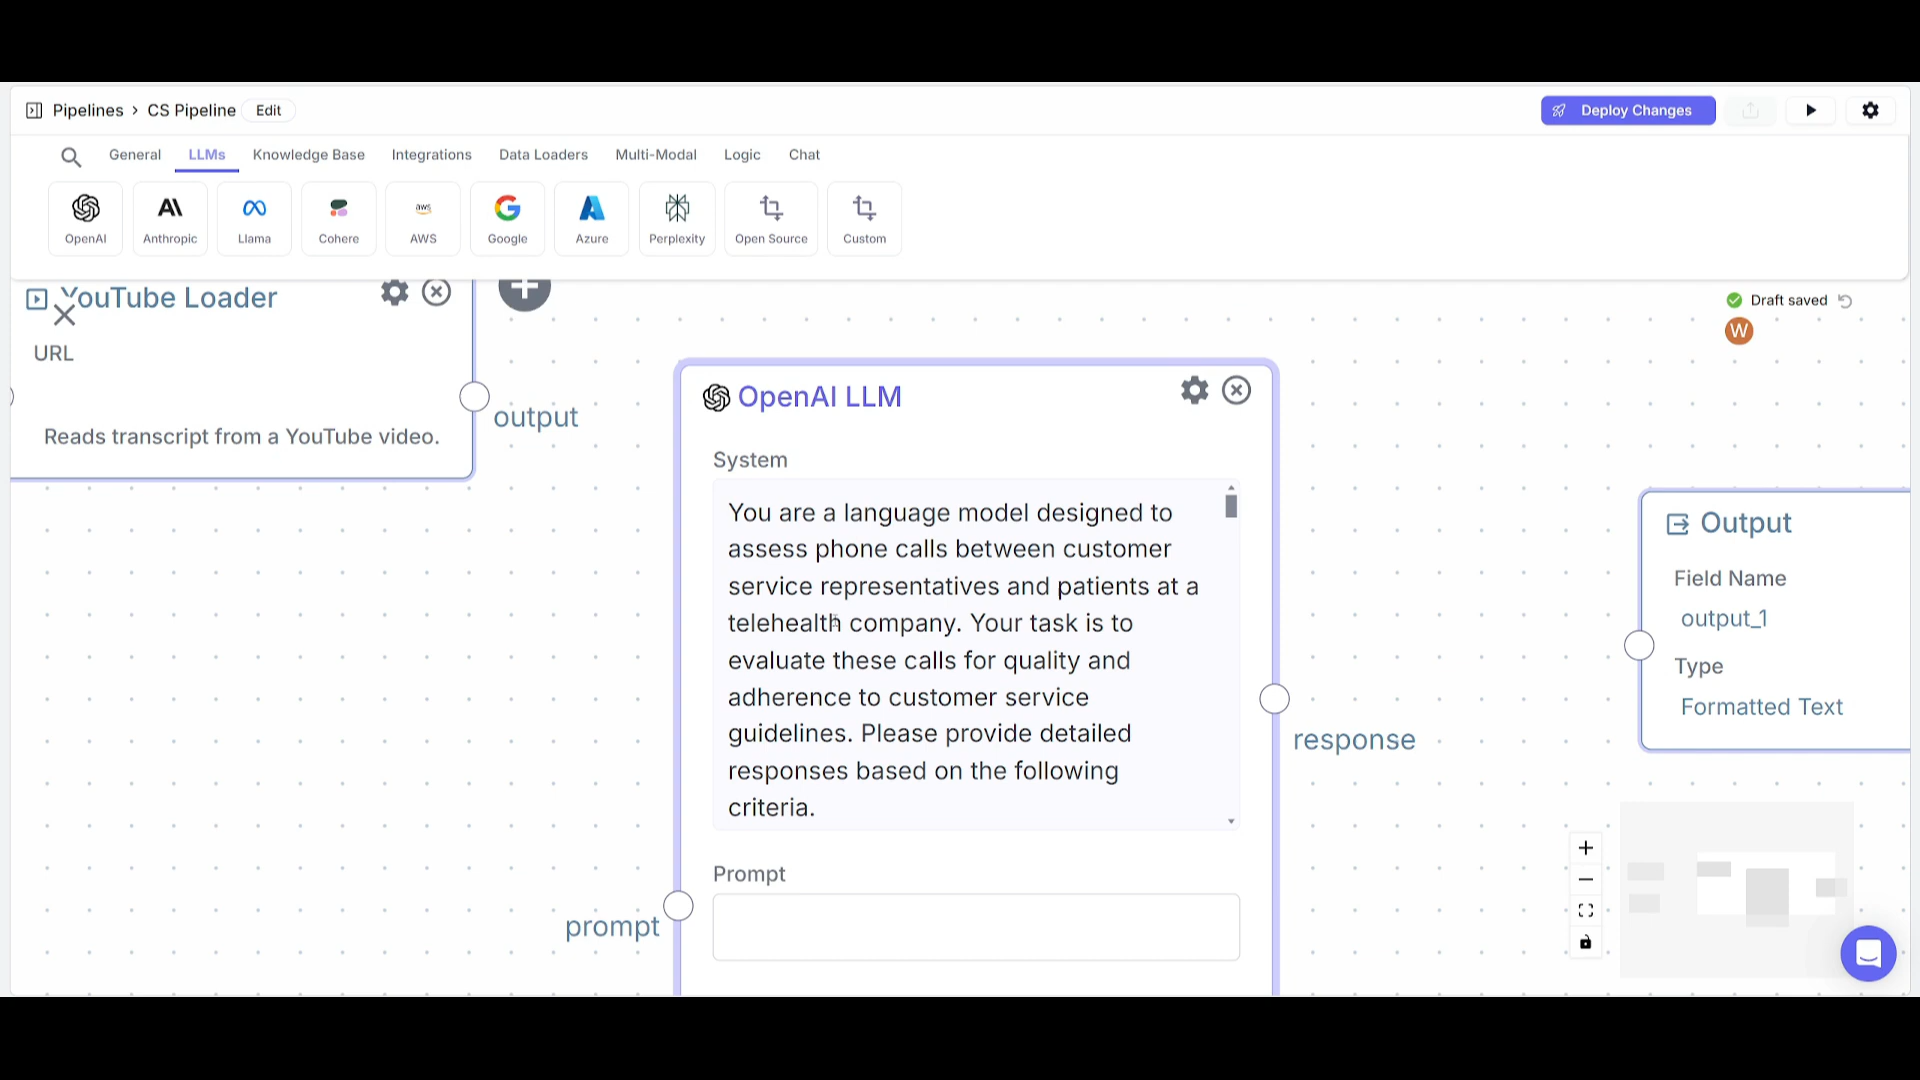 Pipelines > CS Pipeline Edit
Deploy Changes
General LLMs Knowledge Base Integrations Data Loaders Multi-Modal Logic Chat
OpenAI Anthropic Llama Cohere aws AWS Google Azure Perplexity Open Source Custom
YouTube Loader
URL
Reads transcript from a YouTube video.
output
Draft saved
W
OpenAI LLM
System
You are a language model designed to
assess phone calls between customer
service representatives and patients at a
telehealth company. Your task is to
evaluate these calls for quality and
adherence to customer service
guidelines. Please provide detailed
responses based on the following
criteria.
Prompt
prompt
response
Output
Field Name
output_1
Type
Formatted Text